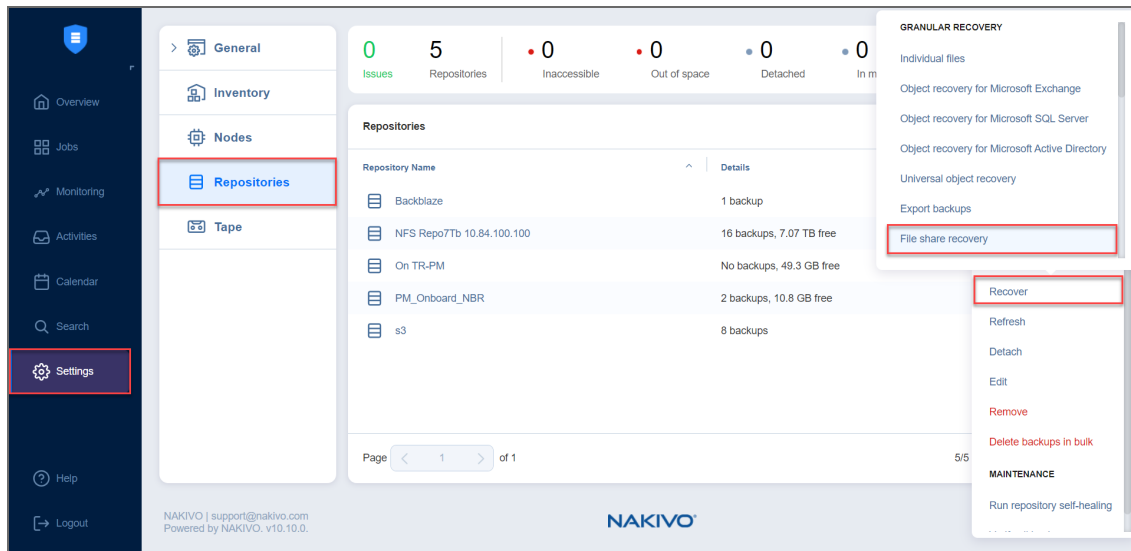 Overview
Jobs
Monitoring
Activities
Calendar
Search
Settings
Help
Logout
General
Inventory
Nodes
Repositories
Tape
0
Issues
5
Repositories
0
Inaccessible
0
Out of space
0
Detached
0
In m
Repositories
Repository Name
Details
Backblaze
1 backup
NFS Repo7Tb 10.84.100.100
16 backups, 7.07 TB free
On TR-PM
No backups, 49.3 GB free
PM_Onboard_NBR
2 backups, 10.8 GB free
s3
8 backups
Page
1
of 1
5/5
GRANULAR RECOVERY
Individual files
Object recovery for Microsoft Exchange
Object recovery for Microsoft SQL Server
Object recovery for Microsoft Active Directory
Universal object recovery
Export backups
File share recovery
Recover
Refresh
Detach
Edit
Remove
Delete backups in bulk
MAINTENANCE
Run repository self-healing
NAKIVO | support@nakivo.com
Powered by NAKIVO. v10.10.0.
NAKIVO®